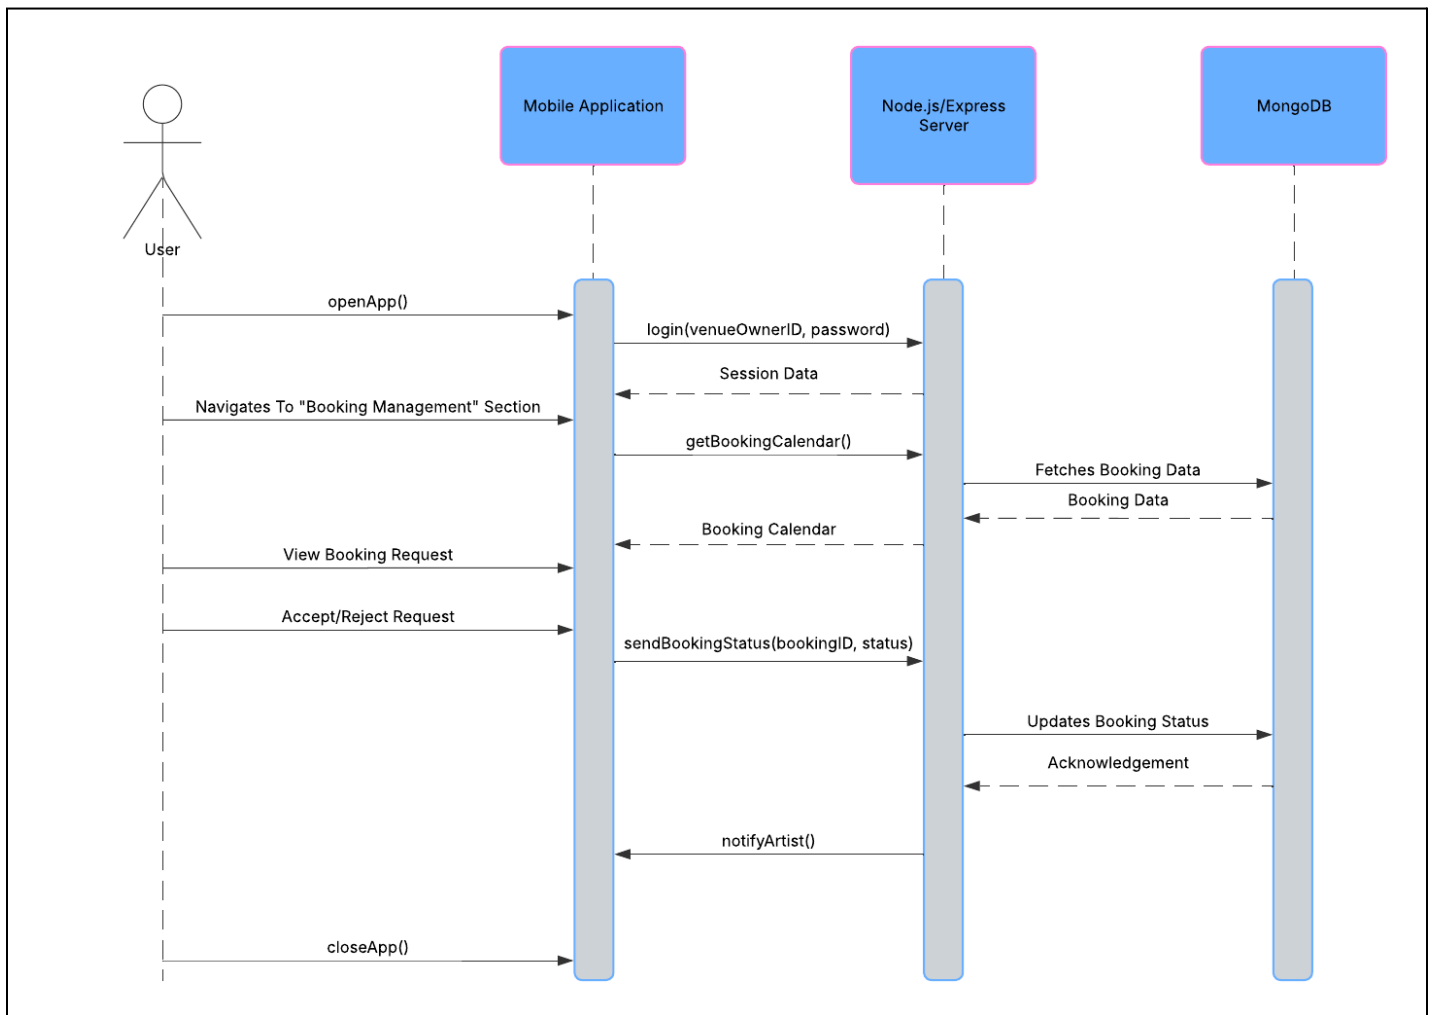 Mobile Application
Node.js/Express
Server
MongoDB
User
openApp()
login(venueOwnerID, password)
Session Data
Navigates To "Booking Management" Section
getBookingCalendar()
Fetches Booking Data
Booking Data
Booking Calendar
View Booking Request
Accept/Reject Request
sendBookingStatus(bookingID, status)
Updates Booking Status
Acknowledgement
notifyArtist()
closeApp()